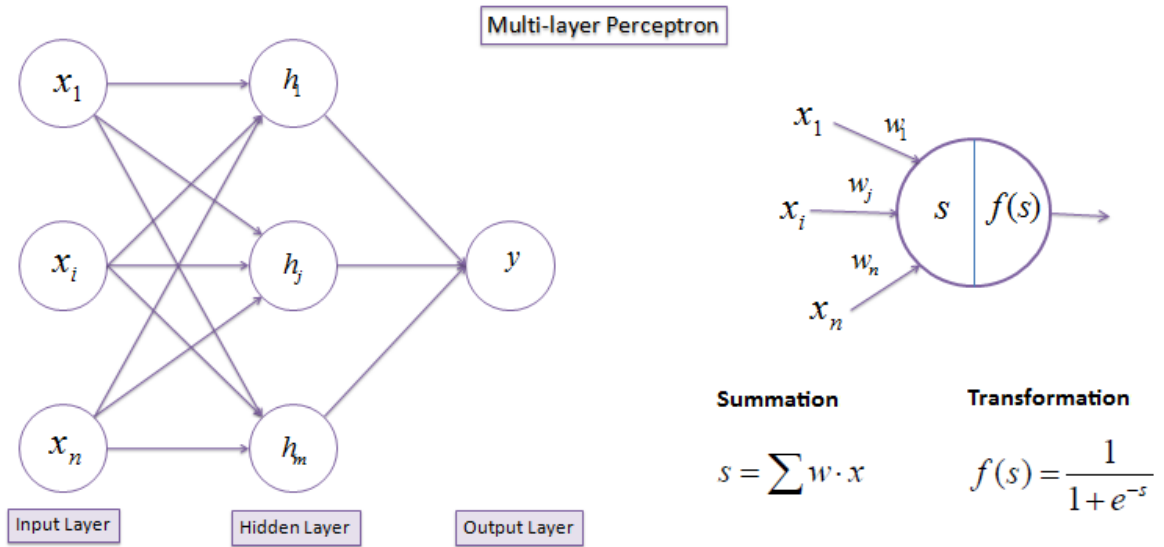 Multi-layer Perceptron
x₁
h₁
xᵢ
hⱼ
y
xₙ
hₘ
Input Layer
Hidden Layer
Output Layer
x₁
w₁
xᵢ
wⱼ
s
f(s)
wₙ
xₙ
Summation
Transformation
s = ∑ w · x
f(s) = 1 / (1 + e⁻ˢ)